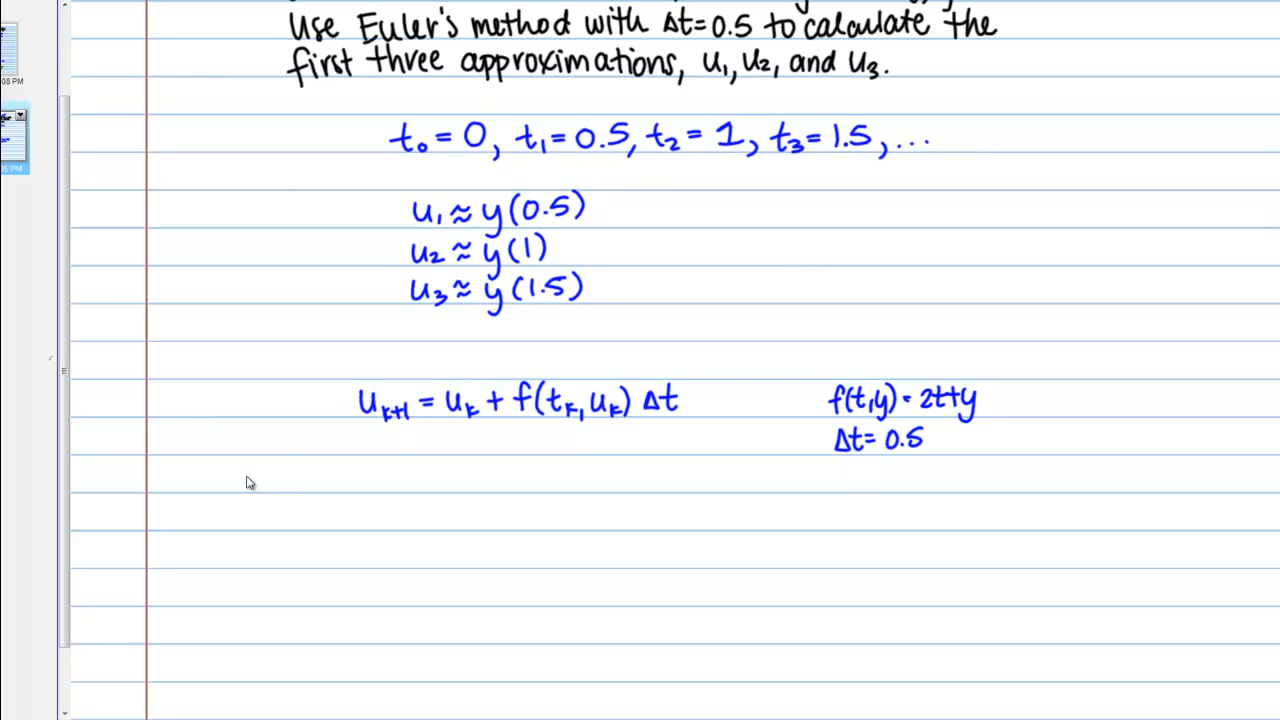 Use Euler's method with Δt=0.5 to calculate the
first three approximations, u₁, u₂, and u₃.
t₀ = 0, t₁ = 0.5, t₂ = 1, t₃ = 1.5, ...
u₁ ≈ y(0.5)
u₂ ≈ y(1)
u₃ ≈ y(1.5)
uₖ₊₁ = uₖ + f(tₖ, uₖ) Δt
f(t,y) = 2t+y
Δt = 0.5